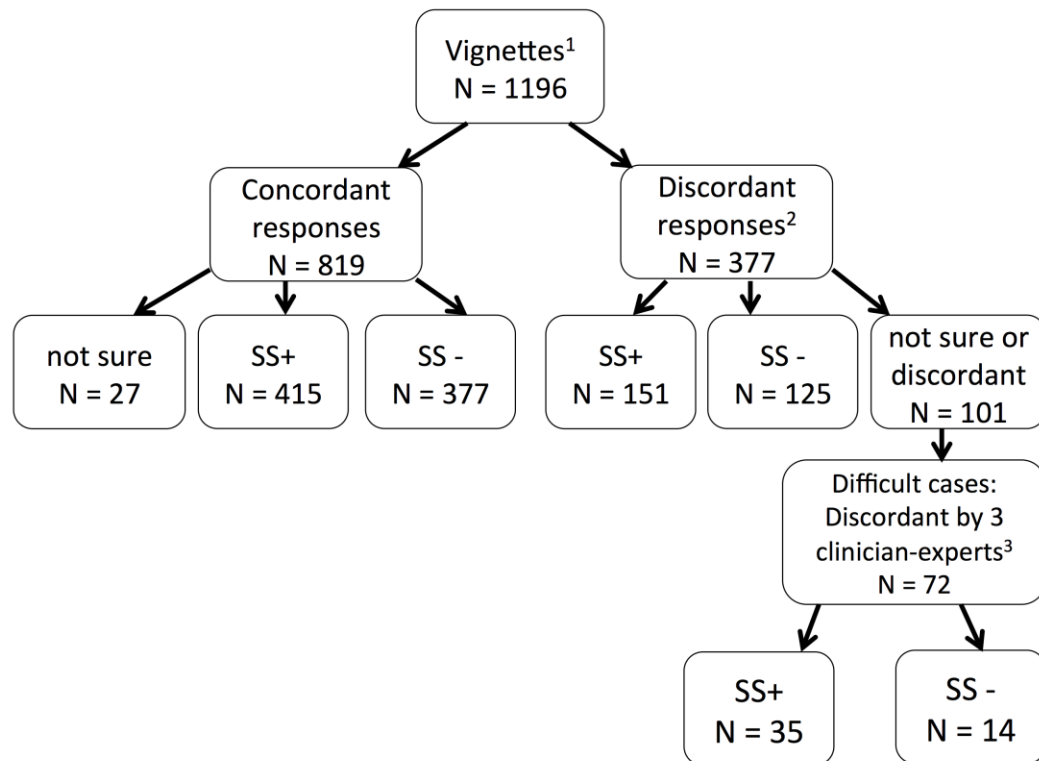 Vignettes¹
N = 1196
Concordant
responses
N = 819
Discordant
responses²
N = 377
not sure
N = 27
SS+
N = 415
SS -
N = 377
SS+
N = 151
SS -
N = 125
not sure or
discordant
N = 101
Difficult cases:
Discordant by 3
clinician-experts³
N = 72
SS+
N = 35
SS -
N = 14